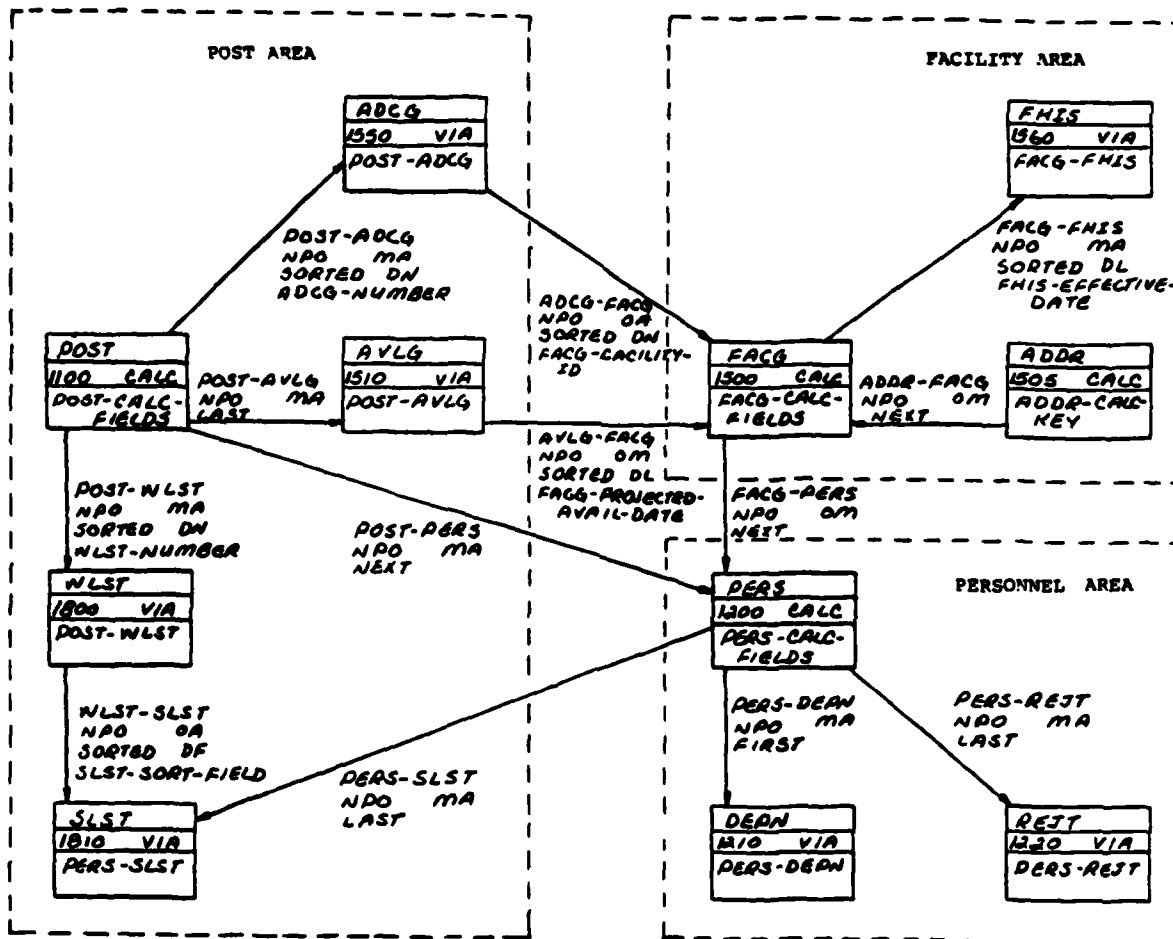 POST AREA
FACILITY AREA
ADCG
1550 VIA
POST-ADCG
FHIS
1560 VIA
FACG-FHIS
POST-ADCG
NPO MA
SORTED DN
ADCG-NUMBER
FACG-FHIS
NPO MA
SORTED DL
FHIS-EFFECTIVE-
DATE
ADCG-FACG
NPO OA
SORTED DN
FACG-CACILITY-
ID
POST
1100 CALC
POST-CALC-
FIELDS
POST-AVLG
NPO MA
LAST
AVLG
1510 VIA
POST-AVLG
FACG
1500 CALC
FACG-CALC-
FIELDS
ADDR-FACG
NPO OM
NEXT
ADDR
1505 CALC
ADDR-CALC-
KEY
AVLG-FACG
NPO OM
SORTED DL
FACG-PROJECTED-
AVAIL-DATE
POST-WLST
NPO MA
SORTED DN
WLST-NUMBER
POST-PERS
NPO MA
NEXT
FACG-PERS
NPO OM
NEXT
WLST
1800 VIA
POST-WLST
PERS
1200 CALC
PERS-CALC-
FIELDS
PERSONNEL AREA
WLST-SLST
NPO OA
SORTED DF
SLST-SORT-FIELD
PERS-SLST
NPO MA
LAST
PERS-DEPN
NPO MA
FIRST
PERS-REJT
NPO MA
LAST
SLST
1810 VIA
PERS-SLST
DEPN
1210 VIA
PERS-DEPN
REJT
1220 VIA
PERS-REJT